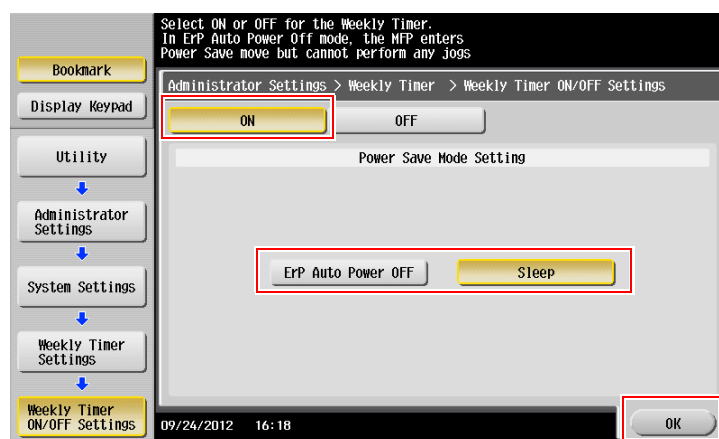 Select ON or OFF for the Weekly Timer.
In ErP Auto Power Off mode, the MFP enters
Power Save move but cannot perform any jogs
Bookmark
Display Keypad
Utility
Administrator
Settings
System Settings
Weekly Timer
Settings
Weekly Timer
ON/OFF Settings
Administrator Settings > Weekly Timer > Weekly Timer ON/OFF Settings
ON
OFF
Power Save Mode Setting
ErP Auto Power OFF
Sleep
09/24/2012 16:18
OK